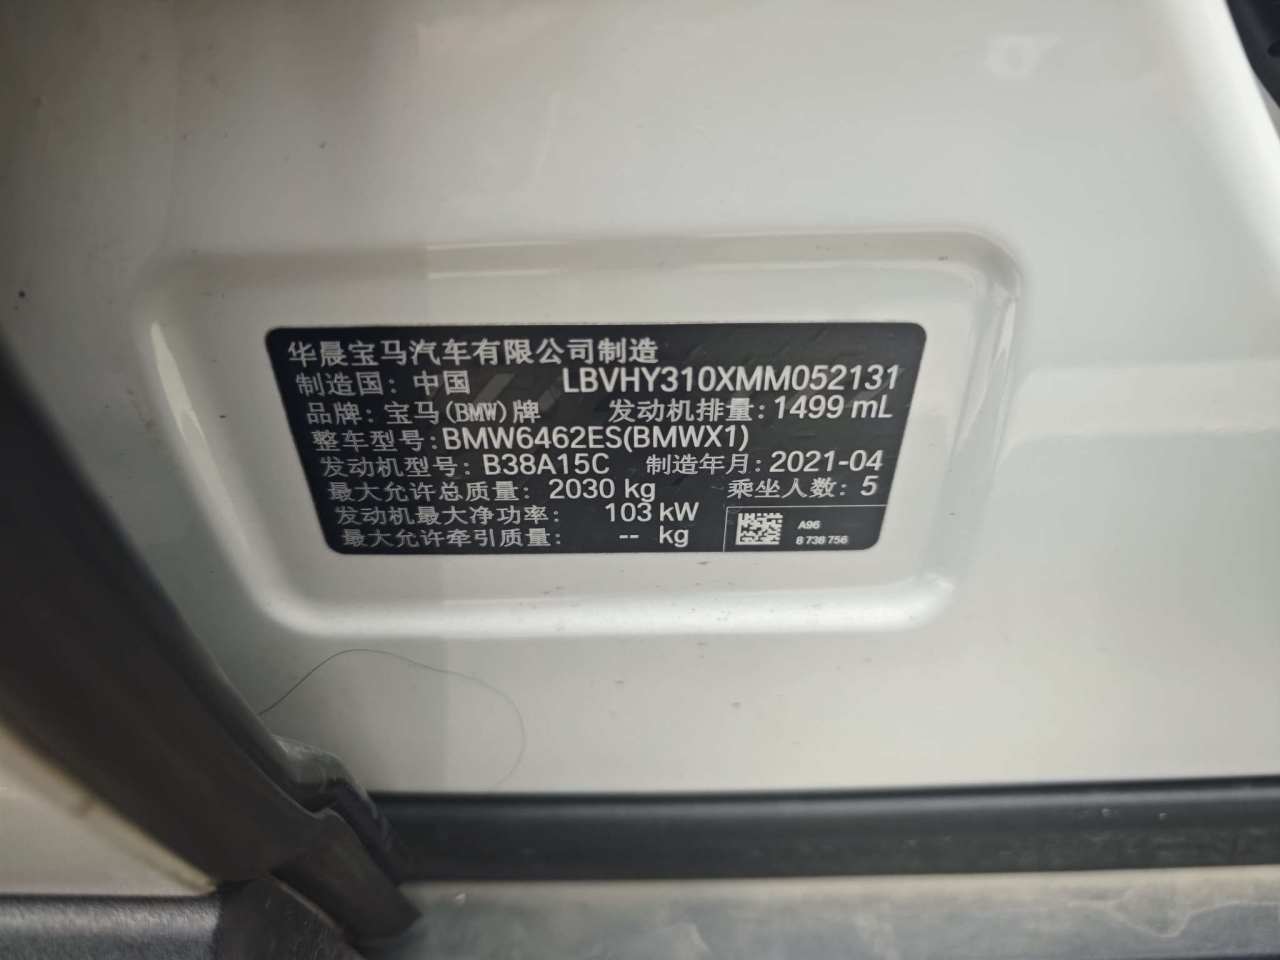 华晨宝马汽车有限公司制造
制造国：中国 LBVHY310XMM052131
品牌：宝马(BMW)牌 发动机排量：1499 mL
整车型号：BMW6462ES(BMWX1)
发动机型号：B38A15C 制造年月：2021-04
最大允许总质量：2030 kg 乘坐人数：5
发动机最大净功率：103 kW
最大允许牵引质量：-- kg
A96
8 738 756